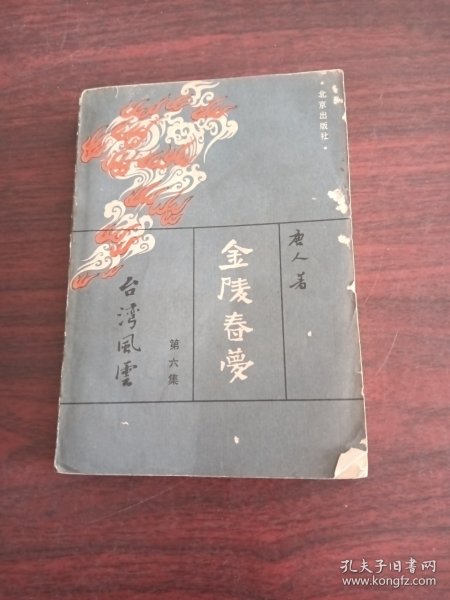 ·北京出版社·
唐人 著
金陵春夢
第六集
台灣風雲
孔夫子旧书网
www.kongfz.com